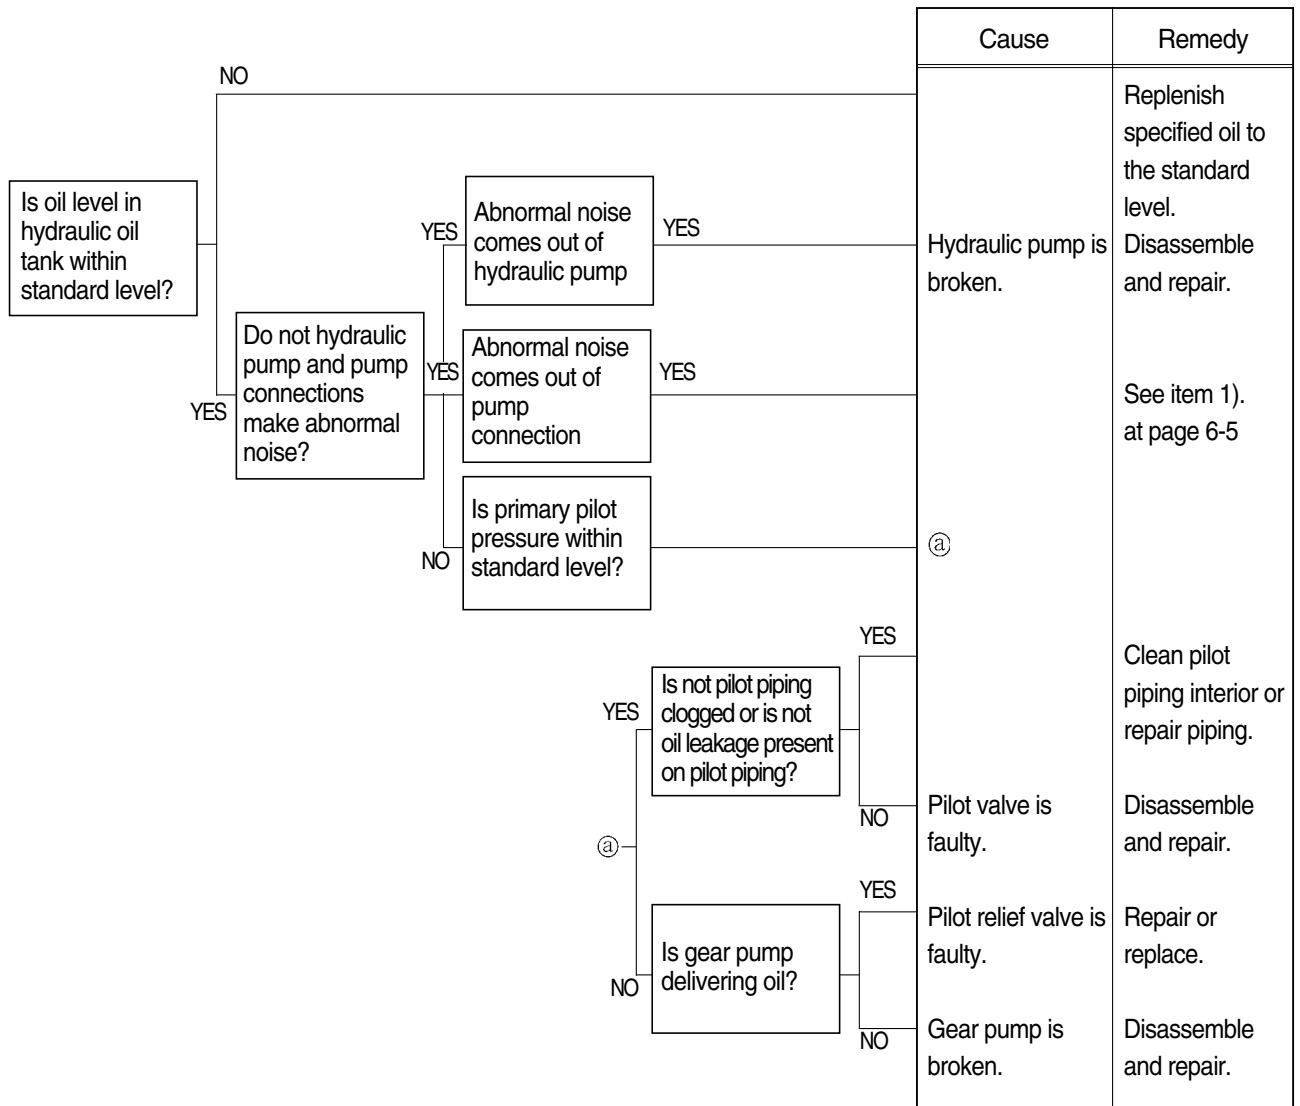 Cause
Remedy
NO
Replenish
specified oil to
the standard
level.
Is oil level in
hydraulic oil
tank within
standard level?
YES
Abnormal noise
comes out of
hydraulic pump
YES
Hydraulic pump is
broken.
Disassemble
and repair.
YES
Do not hydraulic
pump and pump
connections
make abnormal
noise?
YES
Abnormal noise
comes out of
pump
connection
YES
See item 1).
at page 6-5
NO
Is primary pilot
pressure within
standard level?
ⓐ
ⓐ
YES
Is not pilot piping
clogged or is not
oil leakage present
on pilot piping?
YES
Clean pilot
piping interior or
repair piping.
NO
Pilot valve is
faulty.
Disassemble
and repair.
NO
Is gear pump
delivering oil?
YES
Pilot relief valve is
faulty.
Repair or
replace.
NO
Gear pump is
broken.
Disassemble
and repair.